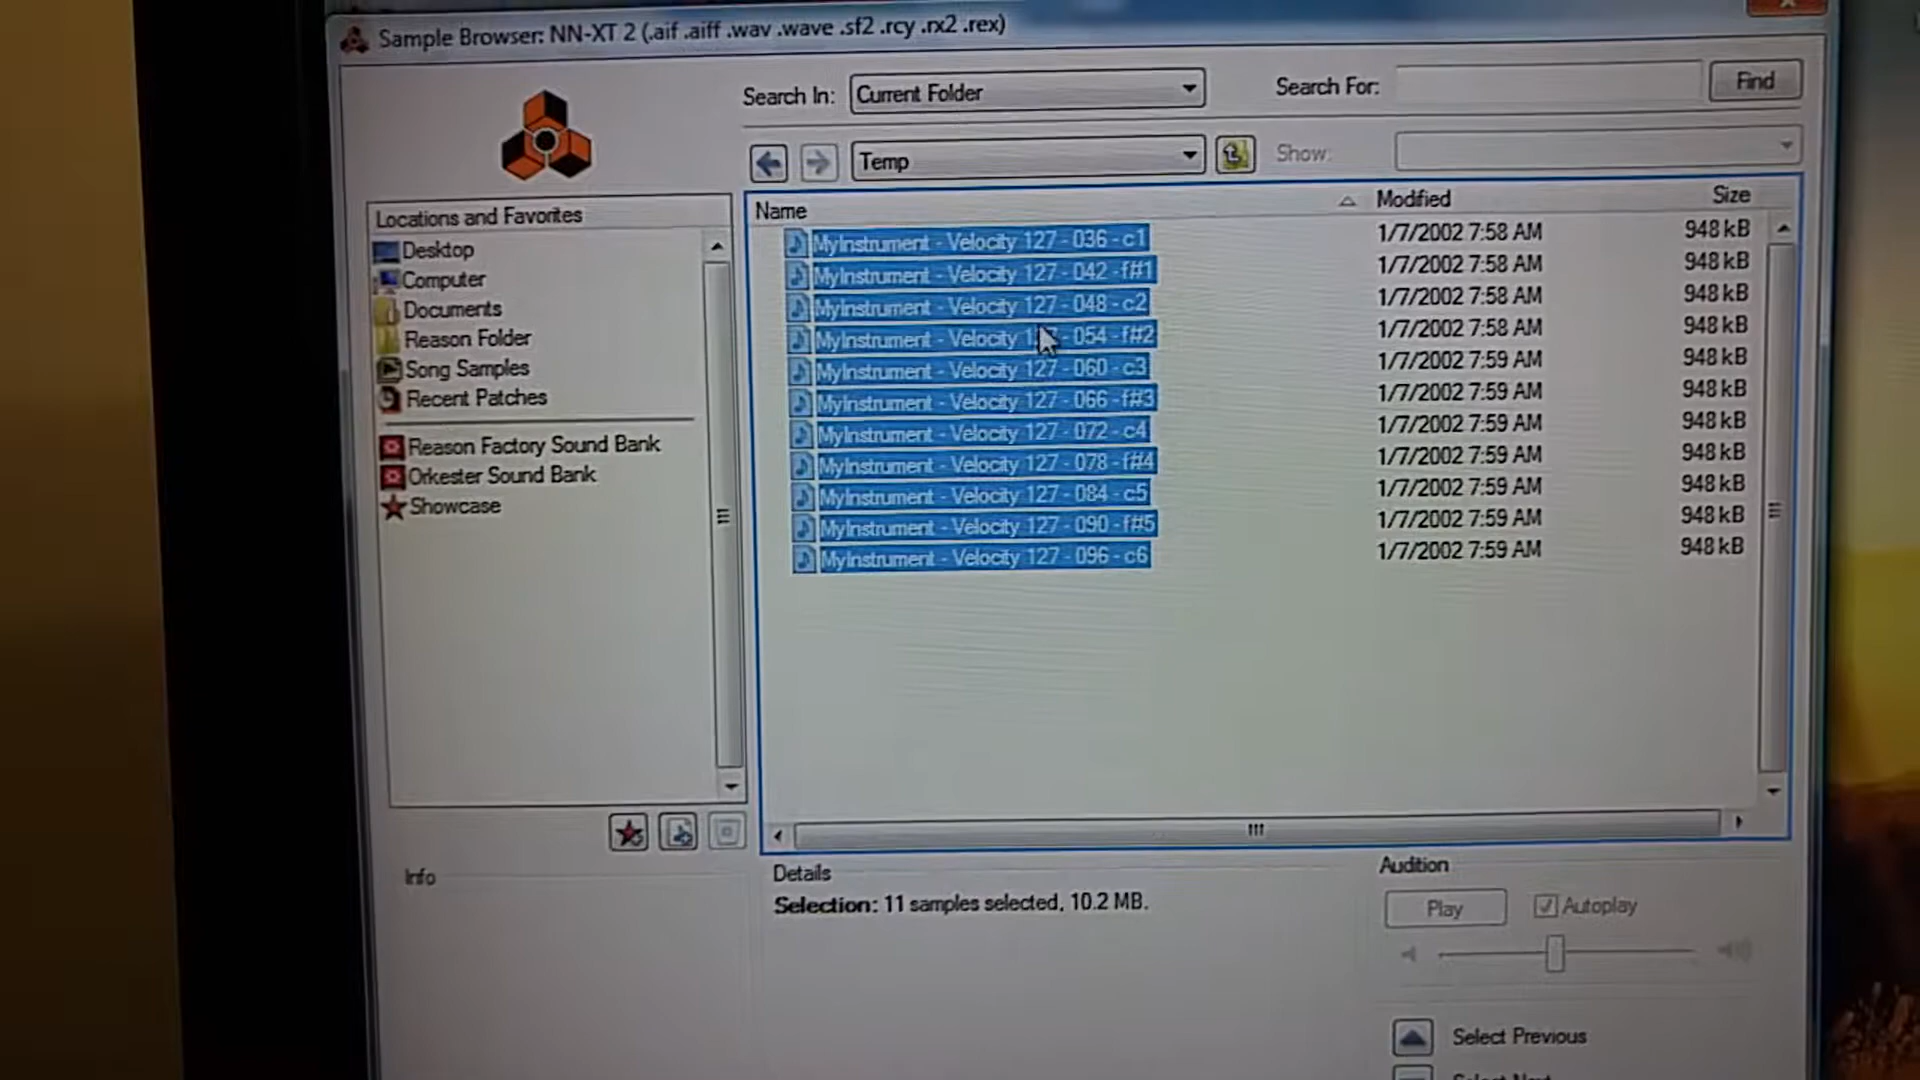 Sample Browser: NN-XT 2 (.aif .aiff .wav .wave .sf2 .rcy .rx2 .rex)
Search In: Current Folder Search For: Find
Temp Show:
Locations and Favorites
Desktop
Computer
Documents
Reason Folder
Song Samples
Recent Patches
Reason Factory Sound Bank
Orkester Sound Bank
Showcase
Name Modified Size
MyInstrument - Velocity 127 - 036 - c1 1/7/2002 7:58 AM 948 kB
MyInstrument - Velocity 127 - 042 - f#1 1/7/2002 7:58 AM 948 kB
MyInstrument - Velocity 127 - 048 - c2 1/7/2002 7:58 AM 948 kB
MyInstrument - Velocity 127 - 054 - f#2 1/7/2002 7:58 AM 948 kB
MyInstrument - Velocity 127 - 060 - c3 1/7/2002 7:59 AM 948 kB
MyInstrument - Velocity 127 - 066 - f#3 1/7/2002 7:59 AM 948 kB
MyInstrument - Velocity 127 - 072 - c4 1/7/2002 7:59 AM 948 kB
MyInstrument - Velocity 127 - 078 - f#4 1/7/2002 7:59 AM 948 kB
MyInstrument - Velocity 127 - 084 - c5 1/7/2002 7:59 AM 948 kB
MyInstrument - Velocity 127 - 090 - f#5 1/7/2002 7:59 AM 948 kB
MyInstrument - Velocity 127 - 096 - c6 1/7/2002 7:59 AM 948 kB
Info
Details
Selection: 11 samples selected, 10.2 MB.
Audition
Play Autoplay
Select Previous
Select Next